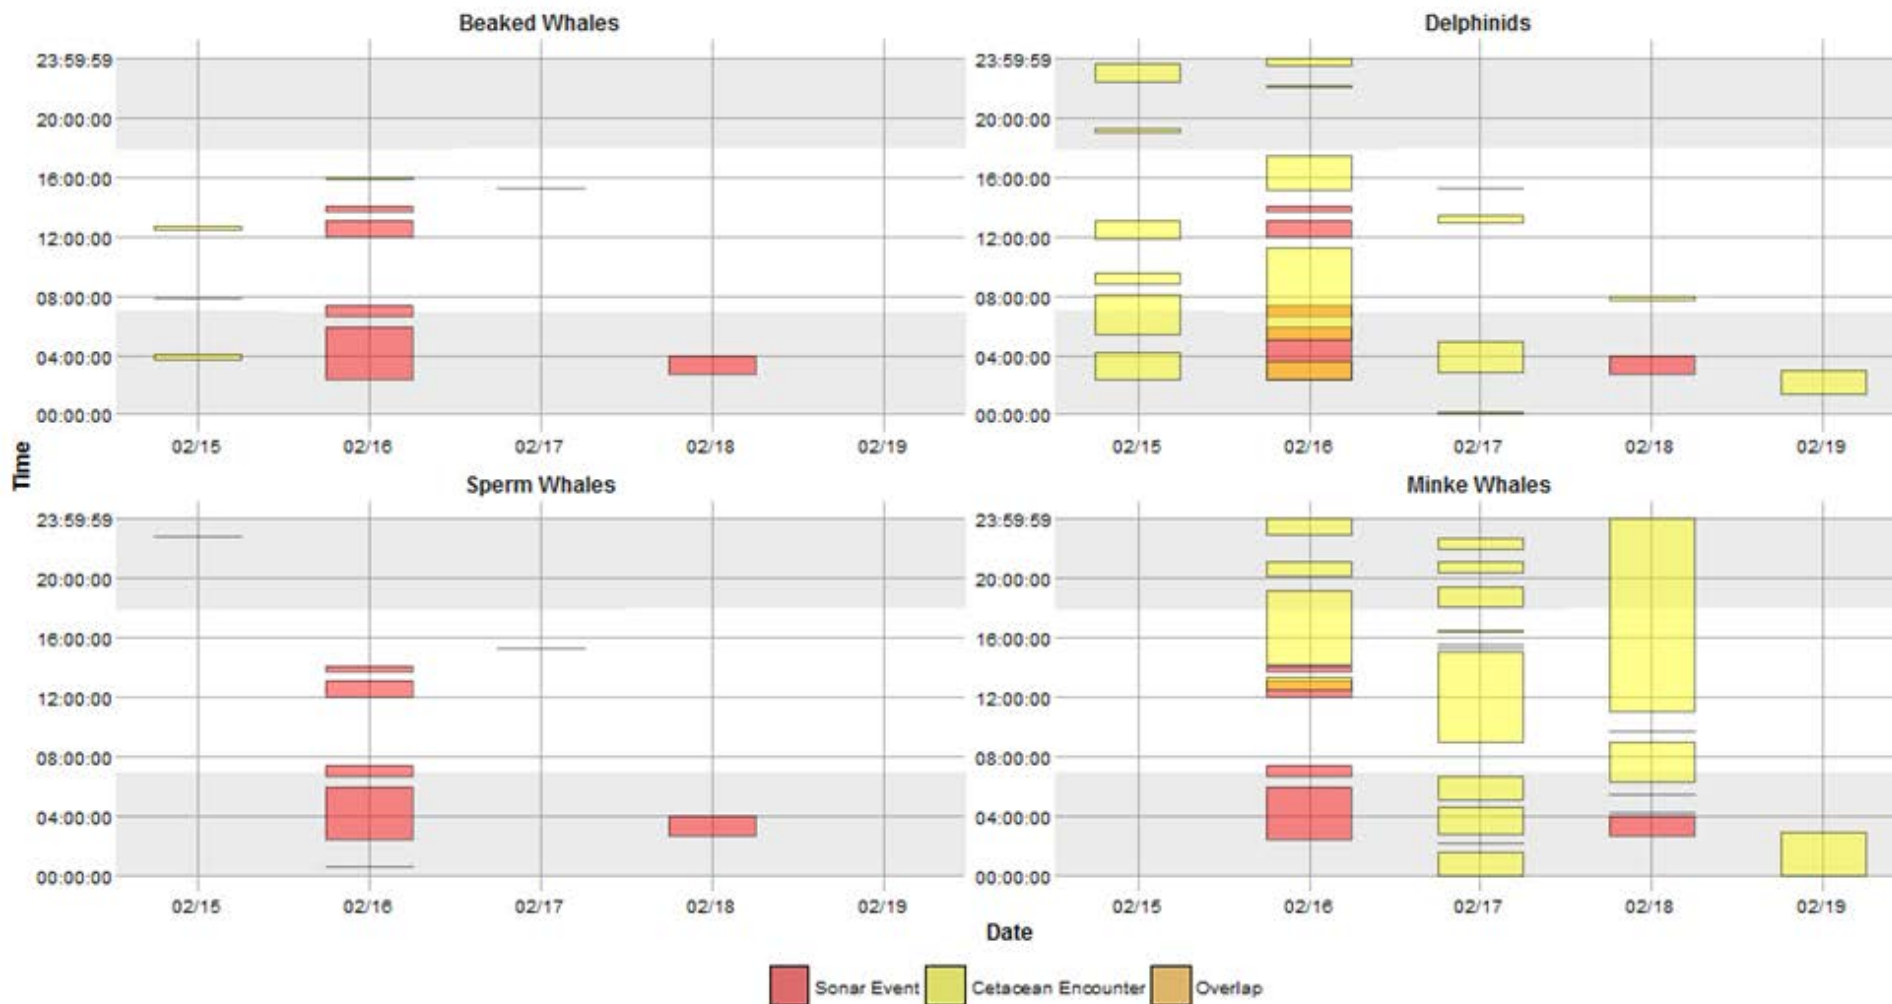 Beaked Whales
23:59:59
20:00:00
16:00:00
12:00:00
08:00:00
04:00:00
00:00:00
02/15 02/16 02/17 02/18 02/19
Delphinids
23:59:59
20:00:00
16:00:00
12:00:00
08:00:00
04:00:00
00:00:00
02/15 02/16 02/17 02/18 02/19
Time
Sperm Whales
23:59:59
20:00:00
16:00:00
12:00:00
08:00:00
04:00:00
00:00:00
02/15 02/16 02/17 02/18 02/19
Minke Whales
23:59:59
20:00:00
16:00:00
12:00:00
08:00:00
04:00:00
00:00:00
02/15 02/16 02/17 02/18 02/19
Date
Sonar Event Cetacean Encounter Overlap